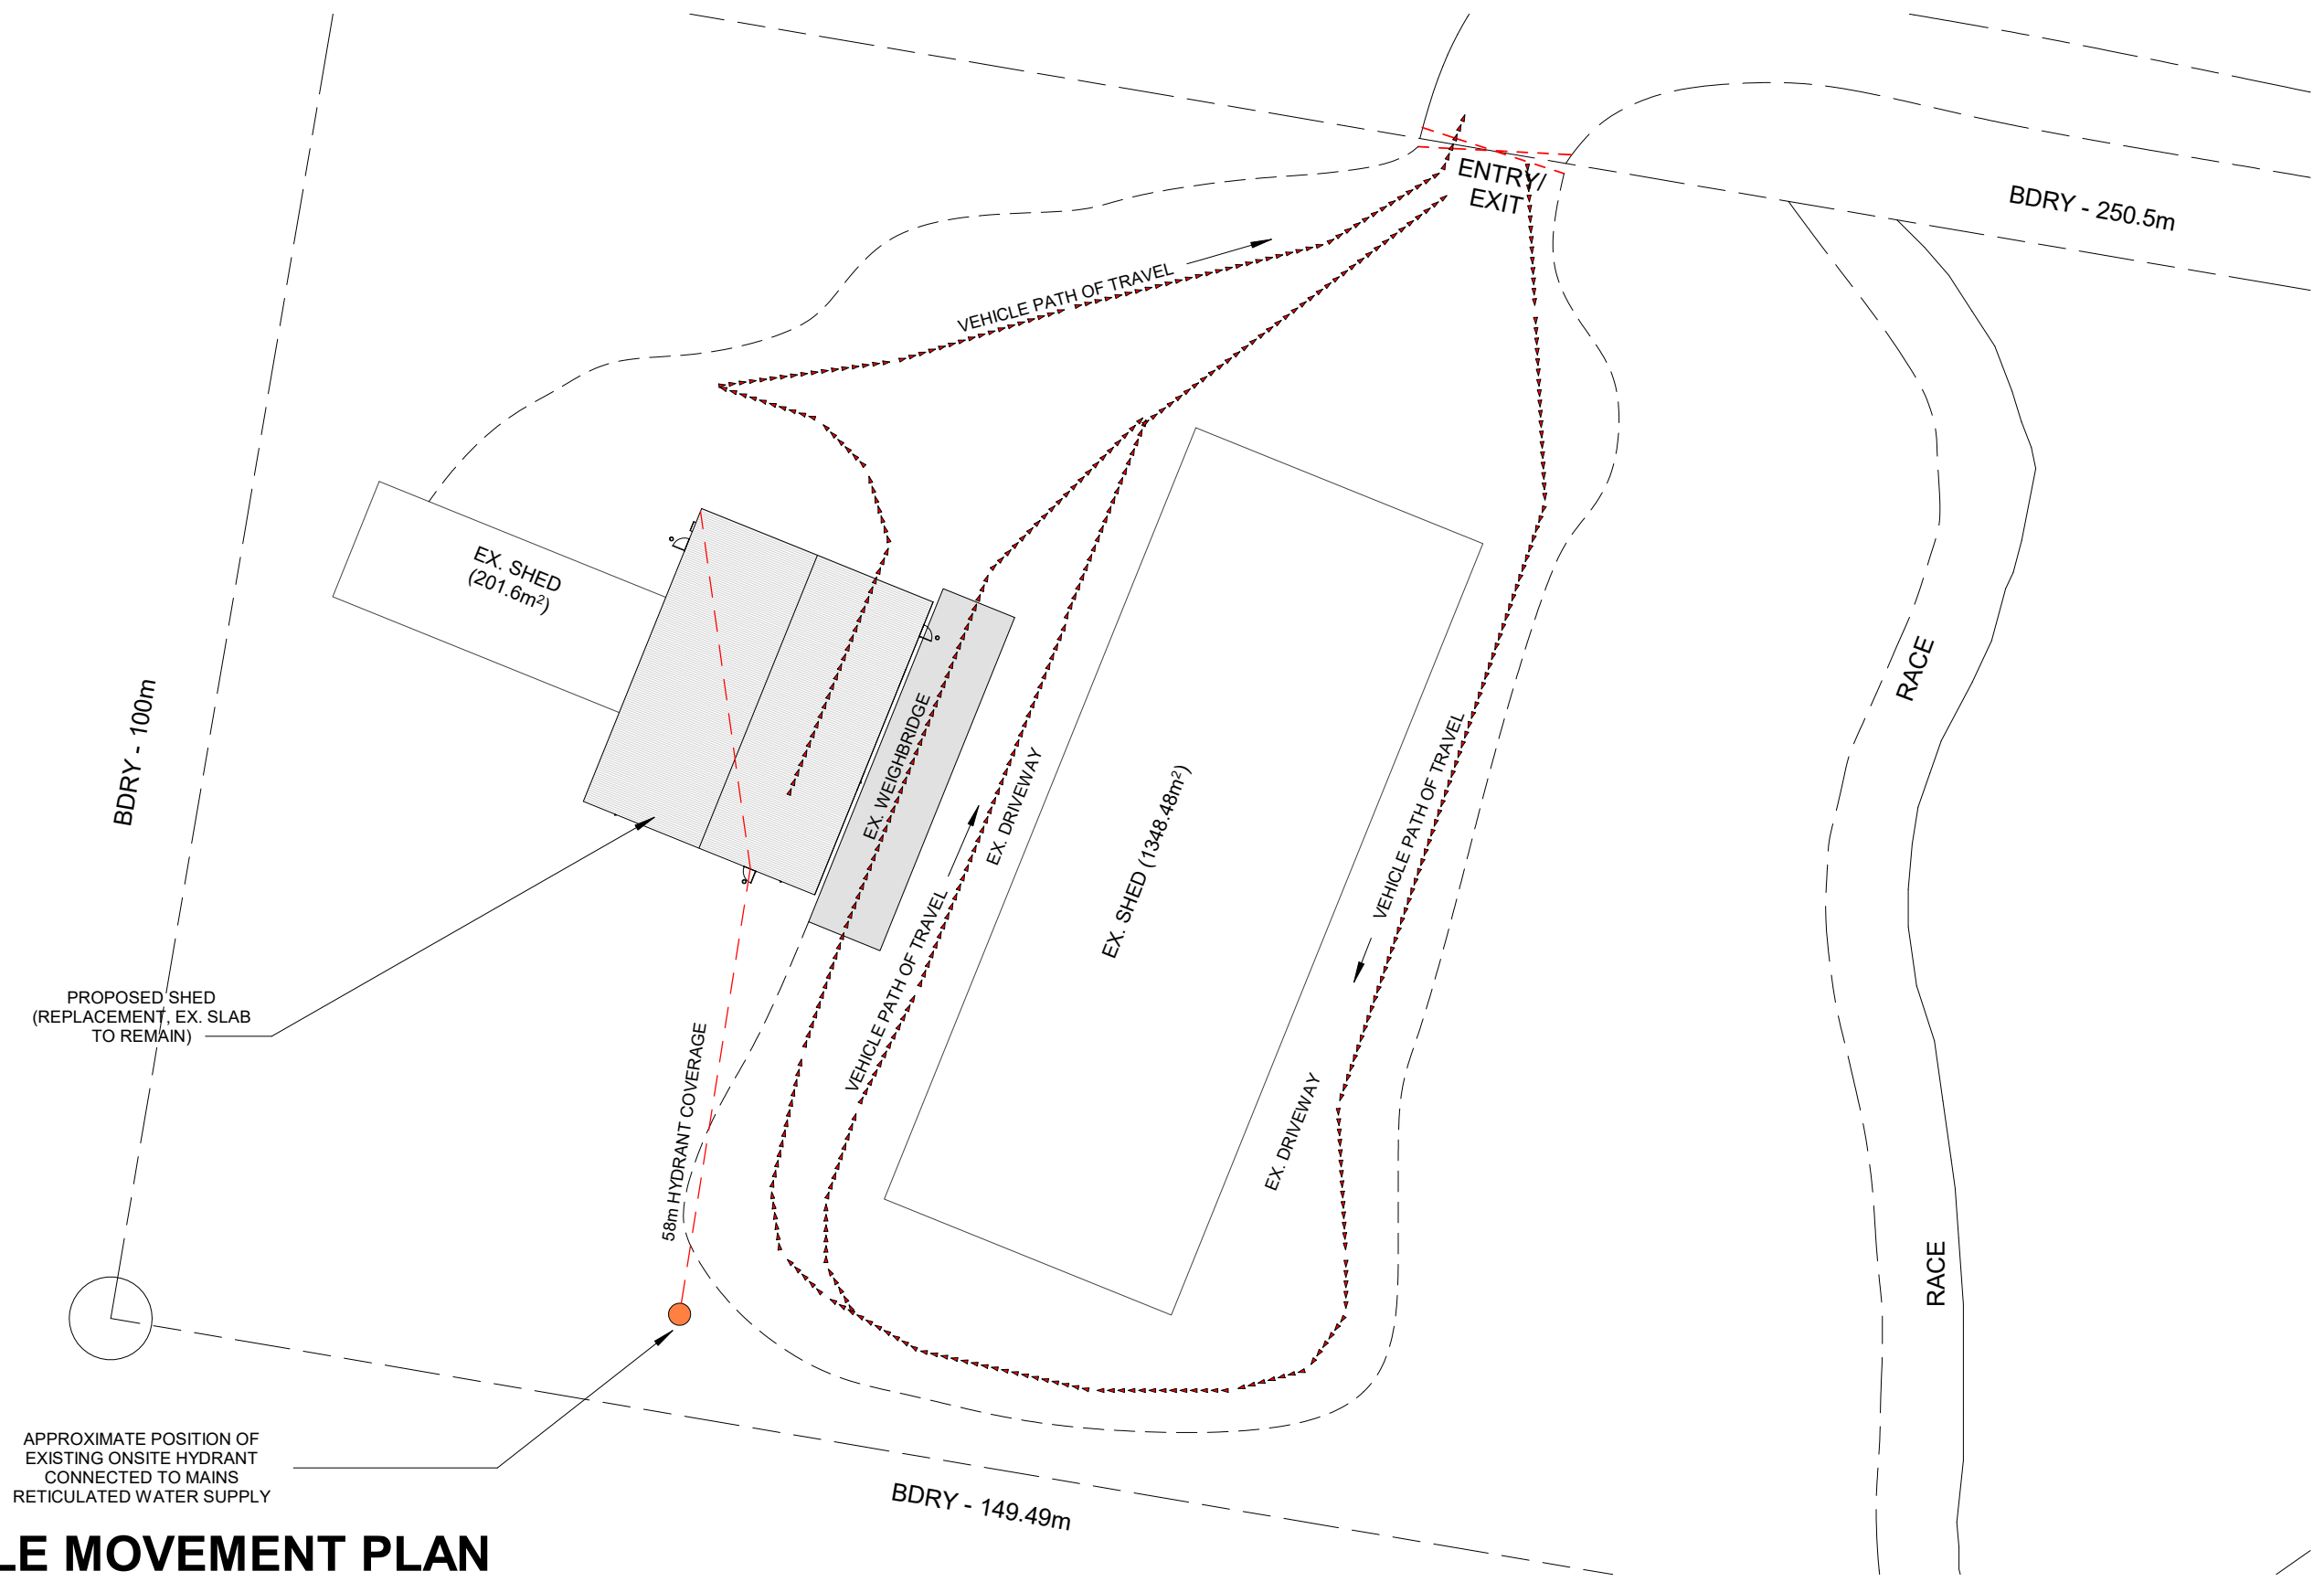 ENTRY/
EXIT
BDRY - 250.5m
VEHICLE PATH OF TRAVEL
EX. SHED
(201.6m²)
RACE
BDRY - 100m
EX. WEIGHBRIDGE
EX. DRIVEWAY
VEHICLE PATH OF TRAVEL
EX. SHED (1348.48m²)
VEHICLE PATH OF TRAVEL
PROPOSED SHED
(REPLACEMENT, EX. SLAB
TO REMAIN)
58m HYDRANT COVERAGE
EX. DRIVEWAY
RACE
APPROXIMATE POSITION OF
EXISTING ONSITE HYDRANT
CONNECTED TO MAINS
RETICULATED WATER SUPPLY
BDRY - 149.49m
LE MOVEMENT PLAN